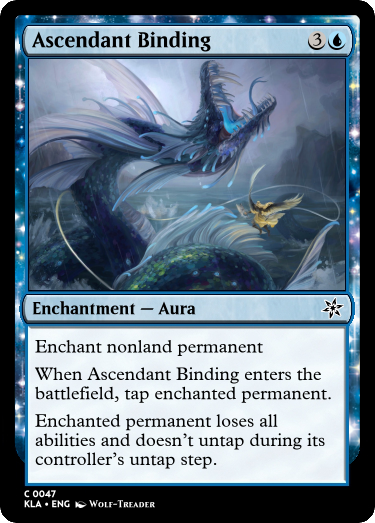 Ascendant Binding 3
Enchantment — Aura
Enchant nonland permanent
When Ascendant Binding enters the
battlefield, tap enchanted permanent.
Enchanted permanent loses all
abilities and doesn't untap during its
controller's untap step.
C 0047
KLA • ENG Wolf-Treader